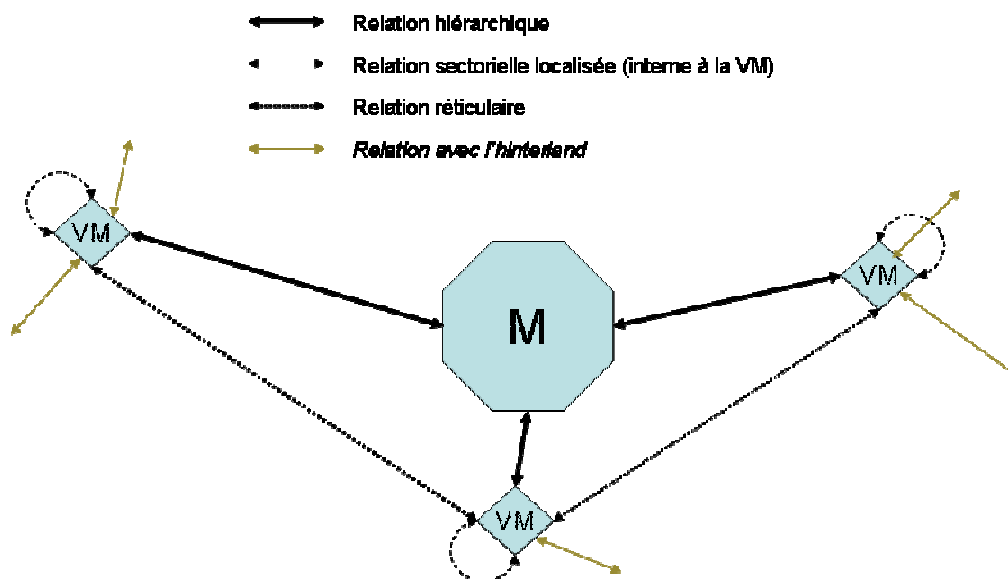 Relation hiérarchique
Relation sectorielle localisée (interne à la VM)
Relation réticulaire
Relation avec l'hinterland
VM
VM
M
VM